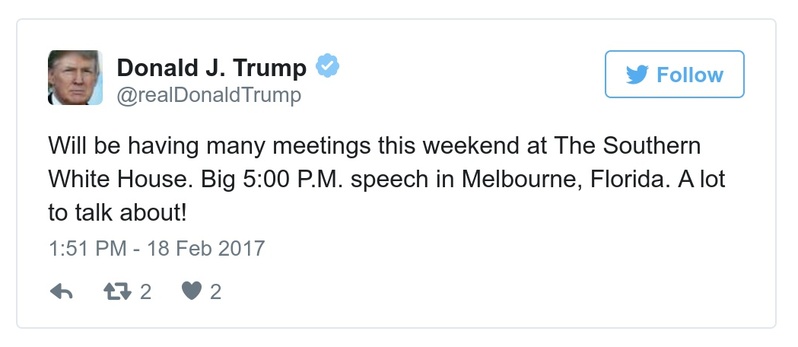 Donald J. Trump
@realDonaldTrump
Follow
Will be having many meetings this weekend at The Southern
White House. Big 5:00 P.M. speech in Melbourne, Florida. A lot
to talk about!
1:51 PM - 18 Feb 2017
2 2